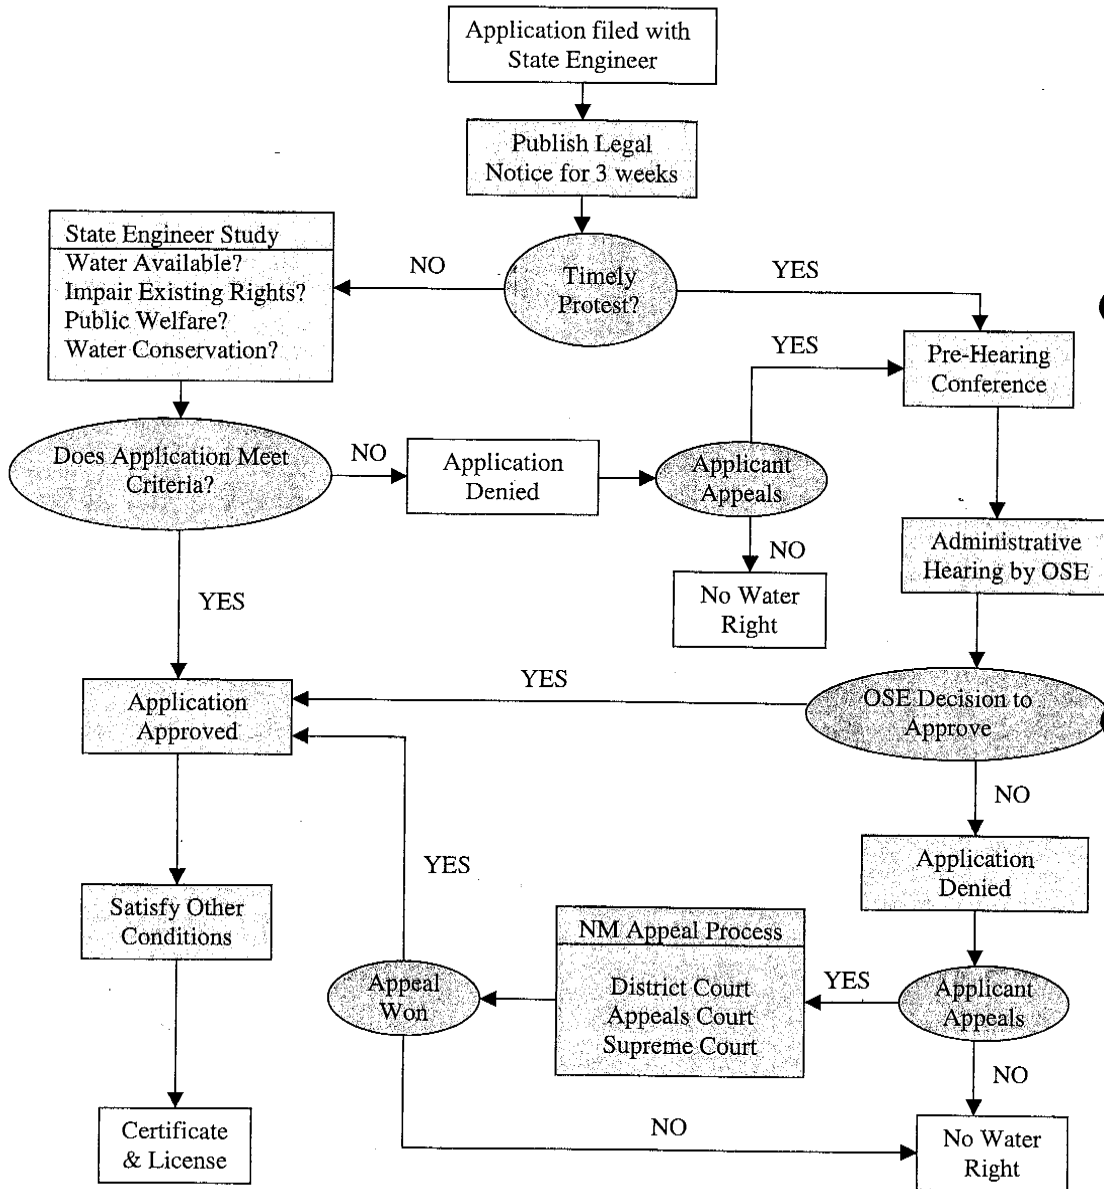 Application filed with
State Engineer
Publish Legal
Notice for 3 weeks
State Engineer Study
Water Available?
Impair Existing Rights?
Public Welfare?
Water Conservation?
NO
Timely
Protest?
YES
YES
Pre-Hearing
Conference
Does Application Meet
Criteria?
NO
Application
Denied
Applicant
Appeals
NO
No Water
Right
Administrative
Hearing by OSE
YES
Application
Approved
YES
OSE Decision to
Approve
NO
Application
Denied
YES
Satisfy Other
Conditions
NM Appeal Process
District Court
Appeals Court
Supreme Court
Appeal
Won
YES
Applicant
Appeals
NO
NO
No Water
Right
Certificate
& License